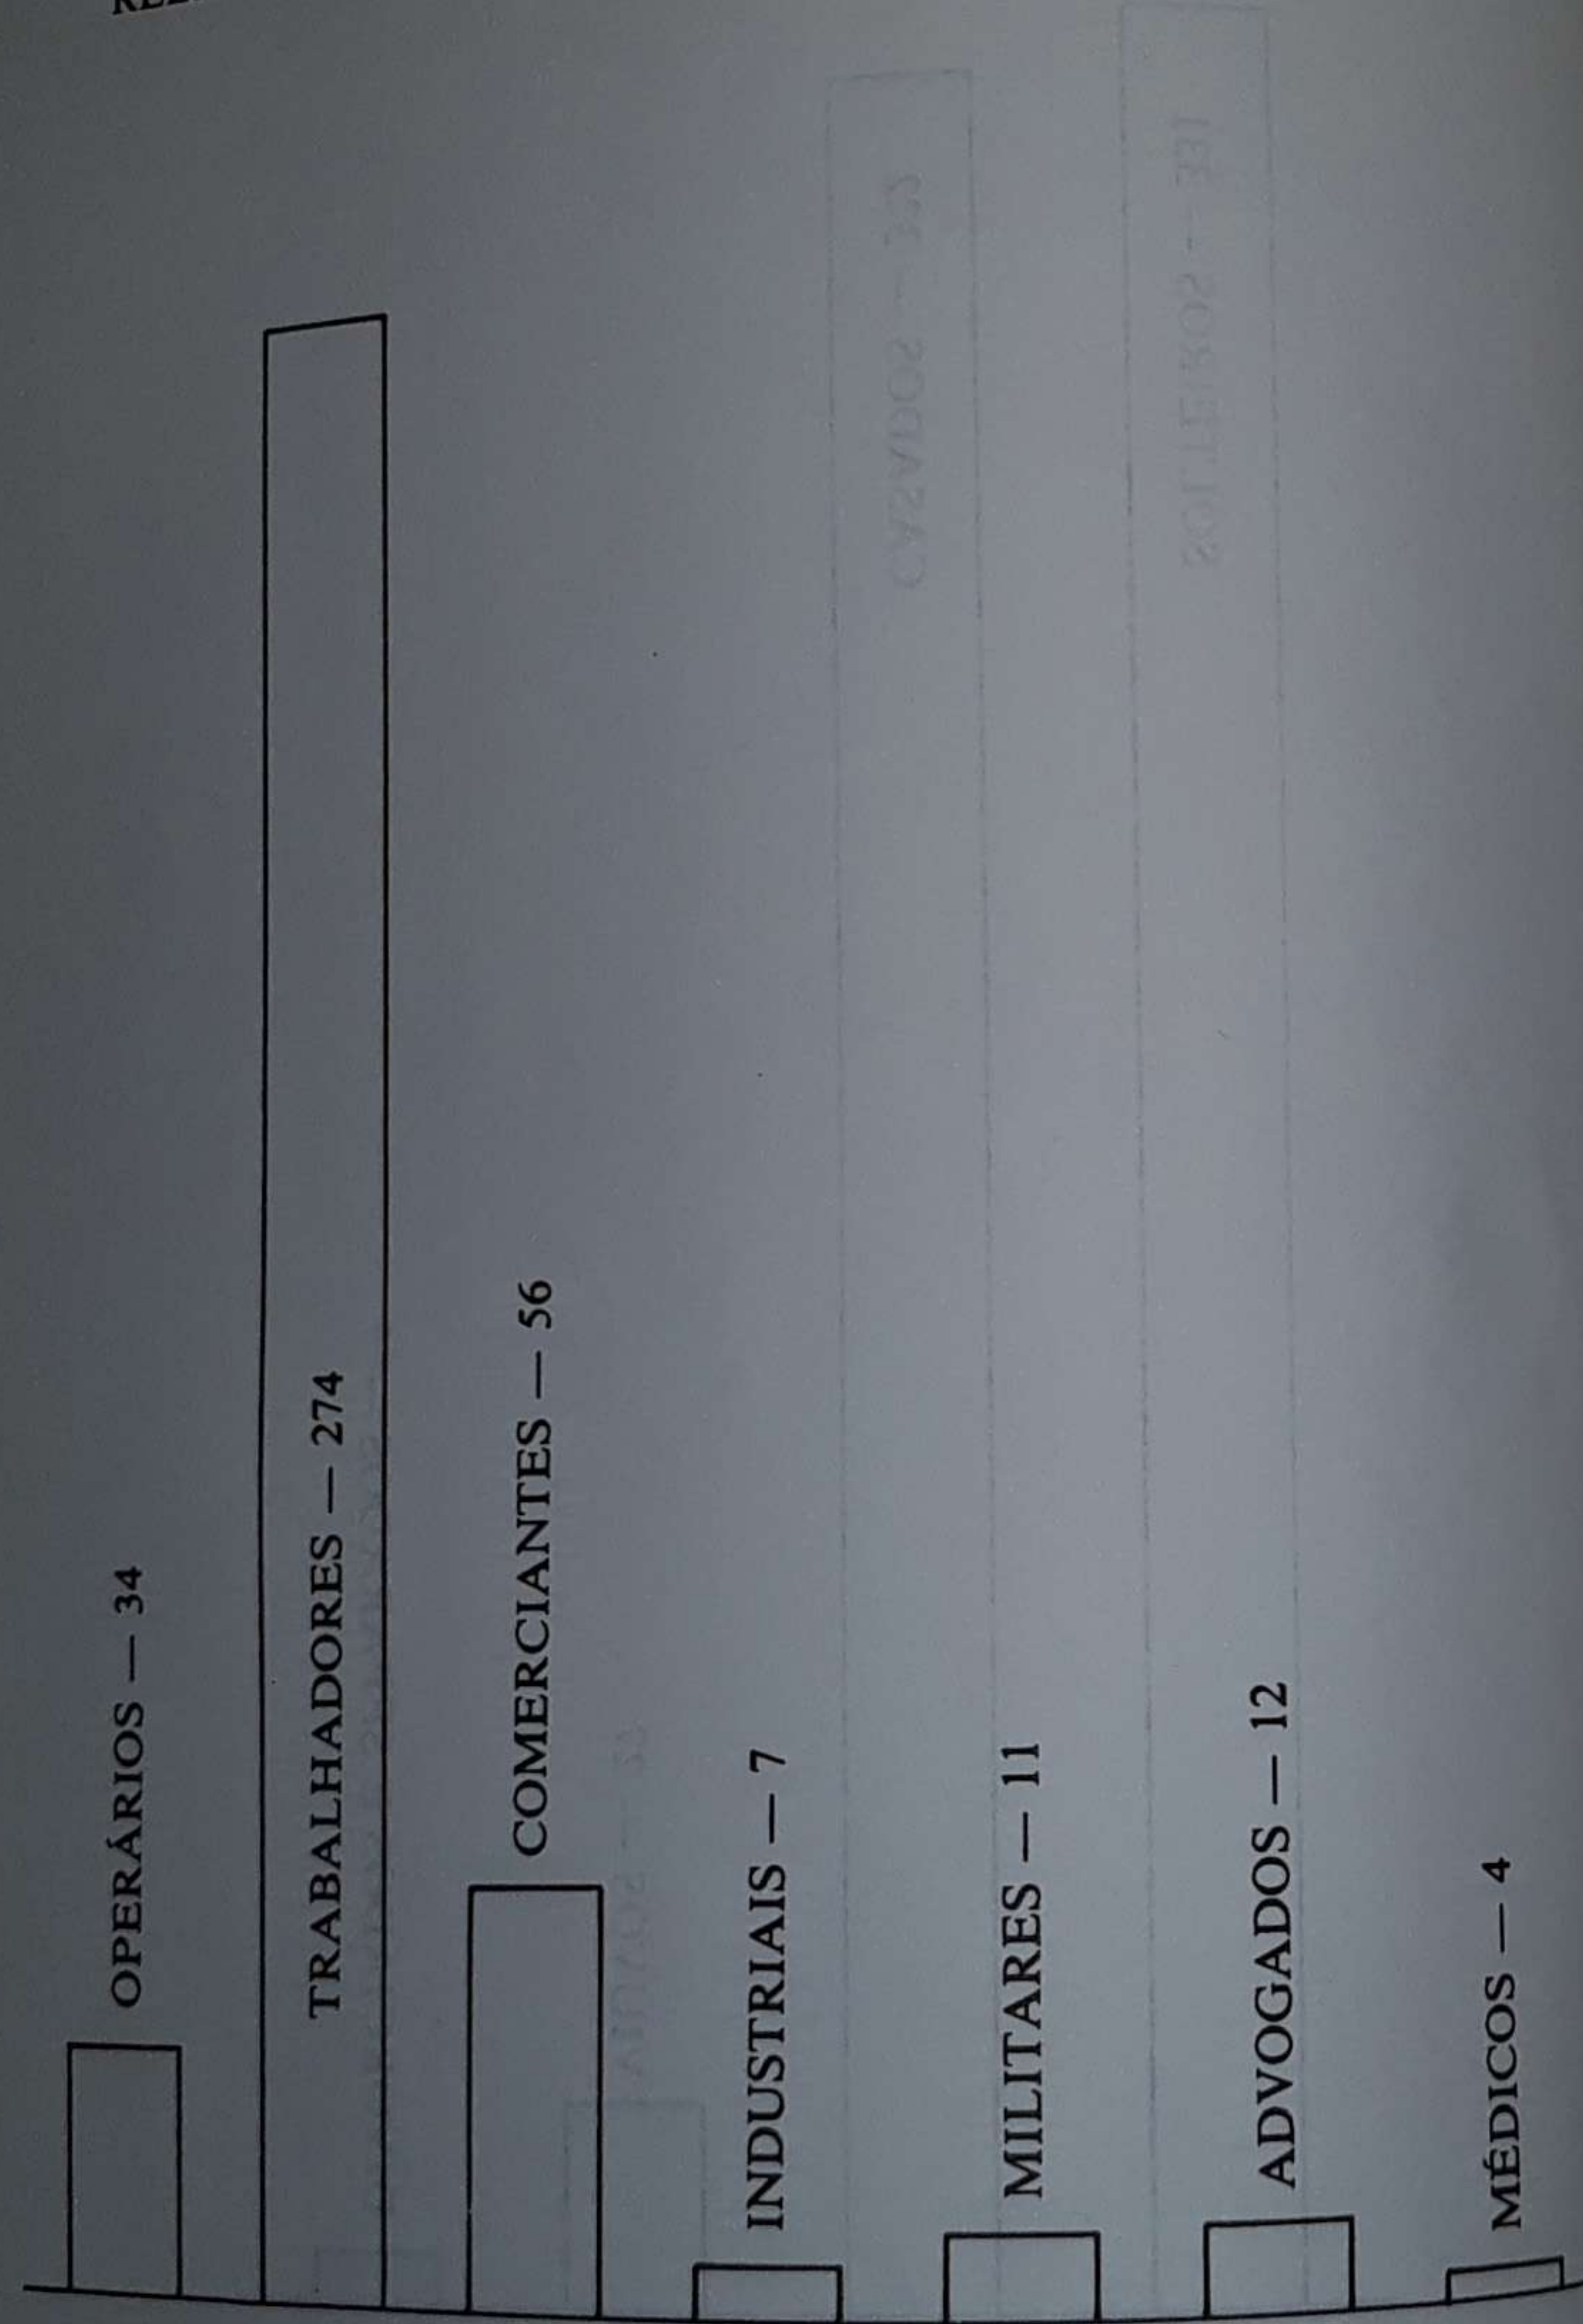 OPERÁRIOS — 34
TRABALHADORES — 274
COMERCIANTES — 56
INDUSTRIAIS — 7
MILITARES — 11
ADVOGADOS — 12
MÉDICOS — 4